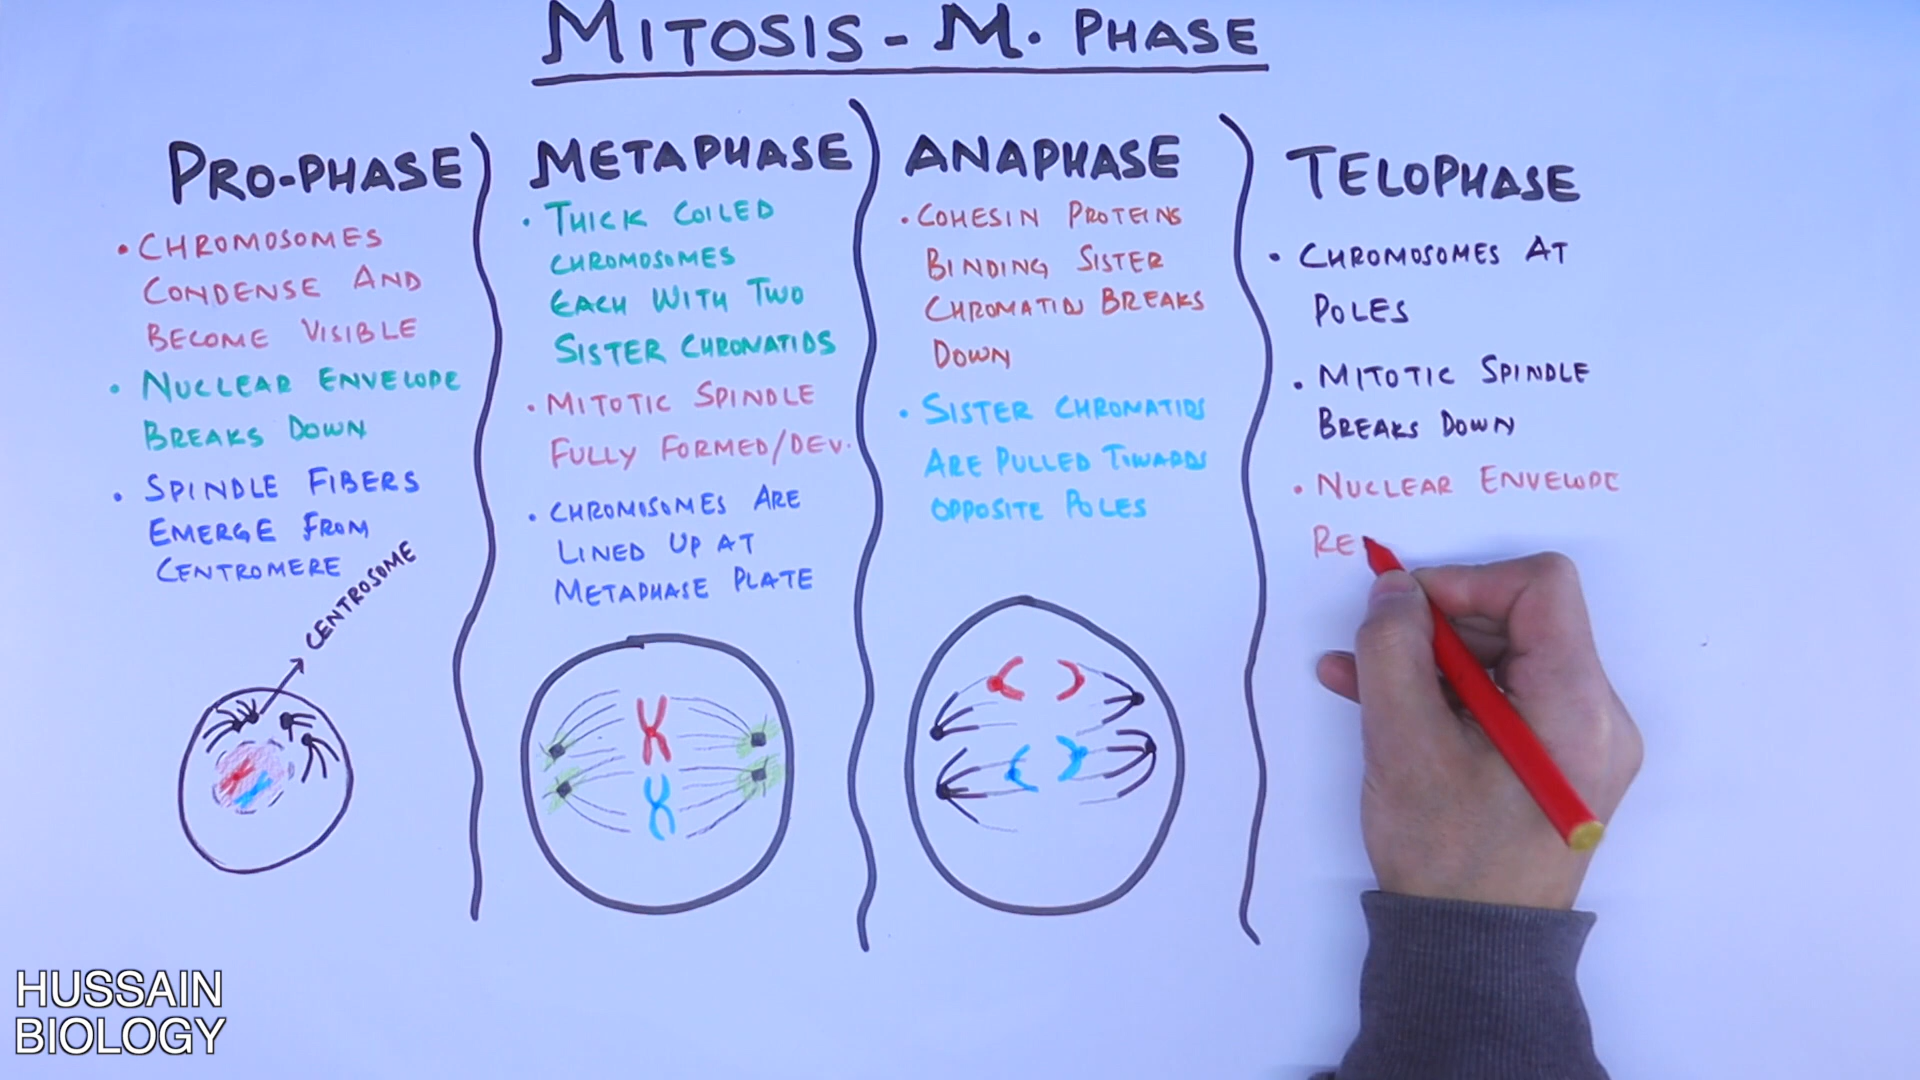 MITOSIS - M. PHASE
PRO-PHASE
• CHROMOSOMES
CONDENSE AND
BECOME VISIBLE
• NUCLEAR ENVELOPE
BREAKS DOWN
• SPINDLE FIBERS
EMERGE FROM
CENTROMERE
CENTROSOME
METAPHASE
• THICK COILED
CHROMOSOMES
EACH WITH TWO
SISTER CHRONATIDS
• MITOTIC SPINDLE
FULLY FORMED/DEV.
• CHROMOSOMES ARE
LINED UP AT
METAPHASE PLATE
ANAPHASE
• COHESIN PROTEINS
BINDING SISTER
CHROMATIN BREAKS
DOWN
• SISTER CHRONATIDS
ARE PULLED TOWARDS
OPPOSITE POLES
TELOPHASE
• CHROMOSOMES AT
POLES
• MITOTIC SPINDLE
BREAKS DOWN
• NUCLEAR ENVELOPE
RE
HUSSAIN
BIOLOGY